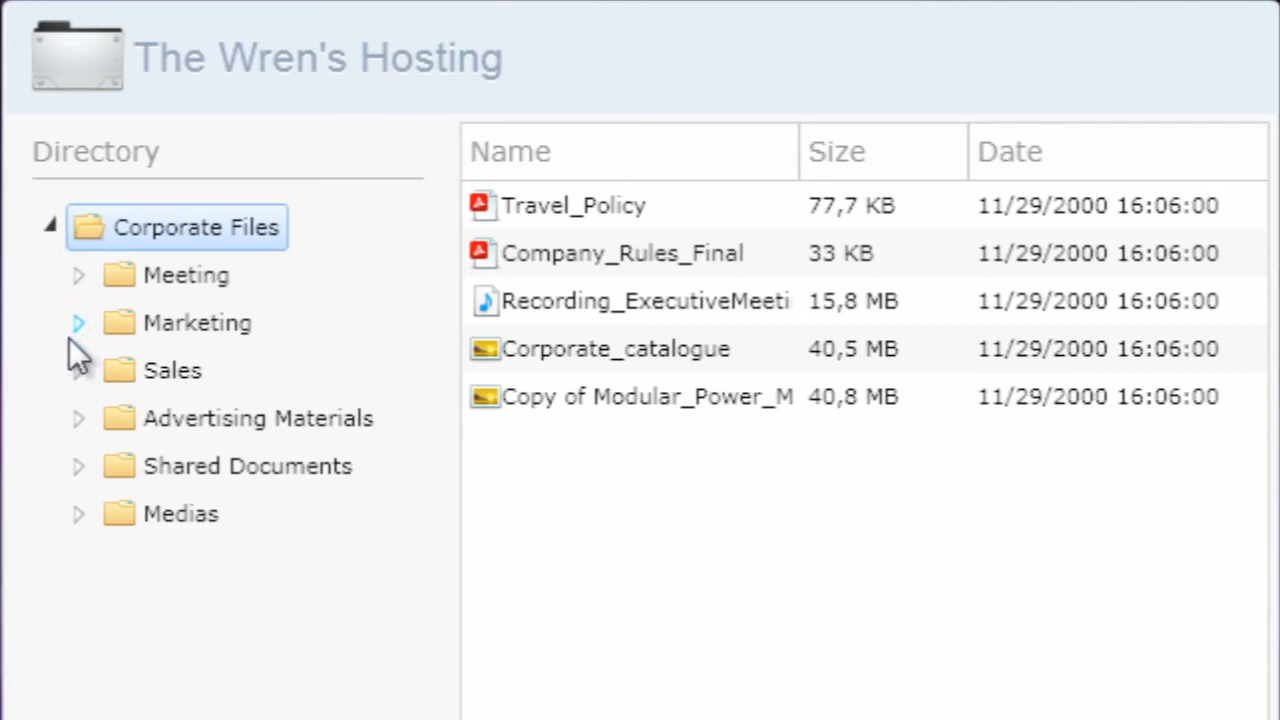 The Wren's Hosting
Directory
Corporate Files
Meeting
Marketing
Sales
Advertising Materials
Shared Documents
Medias
Name Size Date
Travel_Policy 77,7 KB 11/29/2000 16:06:00
Company_Rules_Final 33 KB 11/29/2000 16:06:00
Recording_ExecutiveMeeti 15,8 MB 11/29/2000 16:06:00
Corporate_catalogue 40,5 MB 11/29/2000 16:06:00
Copy of Modular_Power_M 40,8 MB 11/29/2000 16:06:00